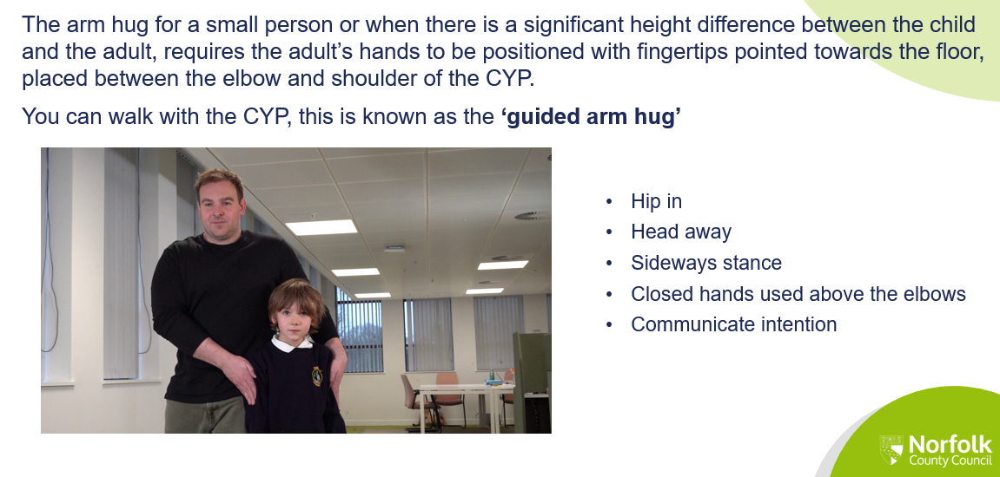 The arm hug for a small person or when there is a significant height difference between the child
and the adult, requires the adult’s hands to be positioned with fingertips pointed towards the floor,
placed between the elbow and shoulder of the CYP.
You can walk with the CYP, this is known as the ‘guided arm hug’
• Hip in
• Head away
• Sideways stance
• Closed hands used above the elbows
• Communicate intention
Norfolk
County Council